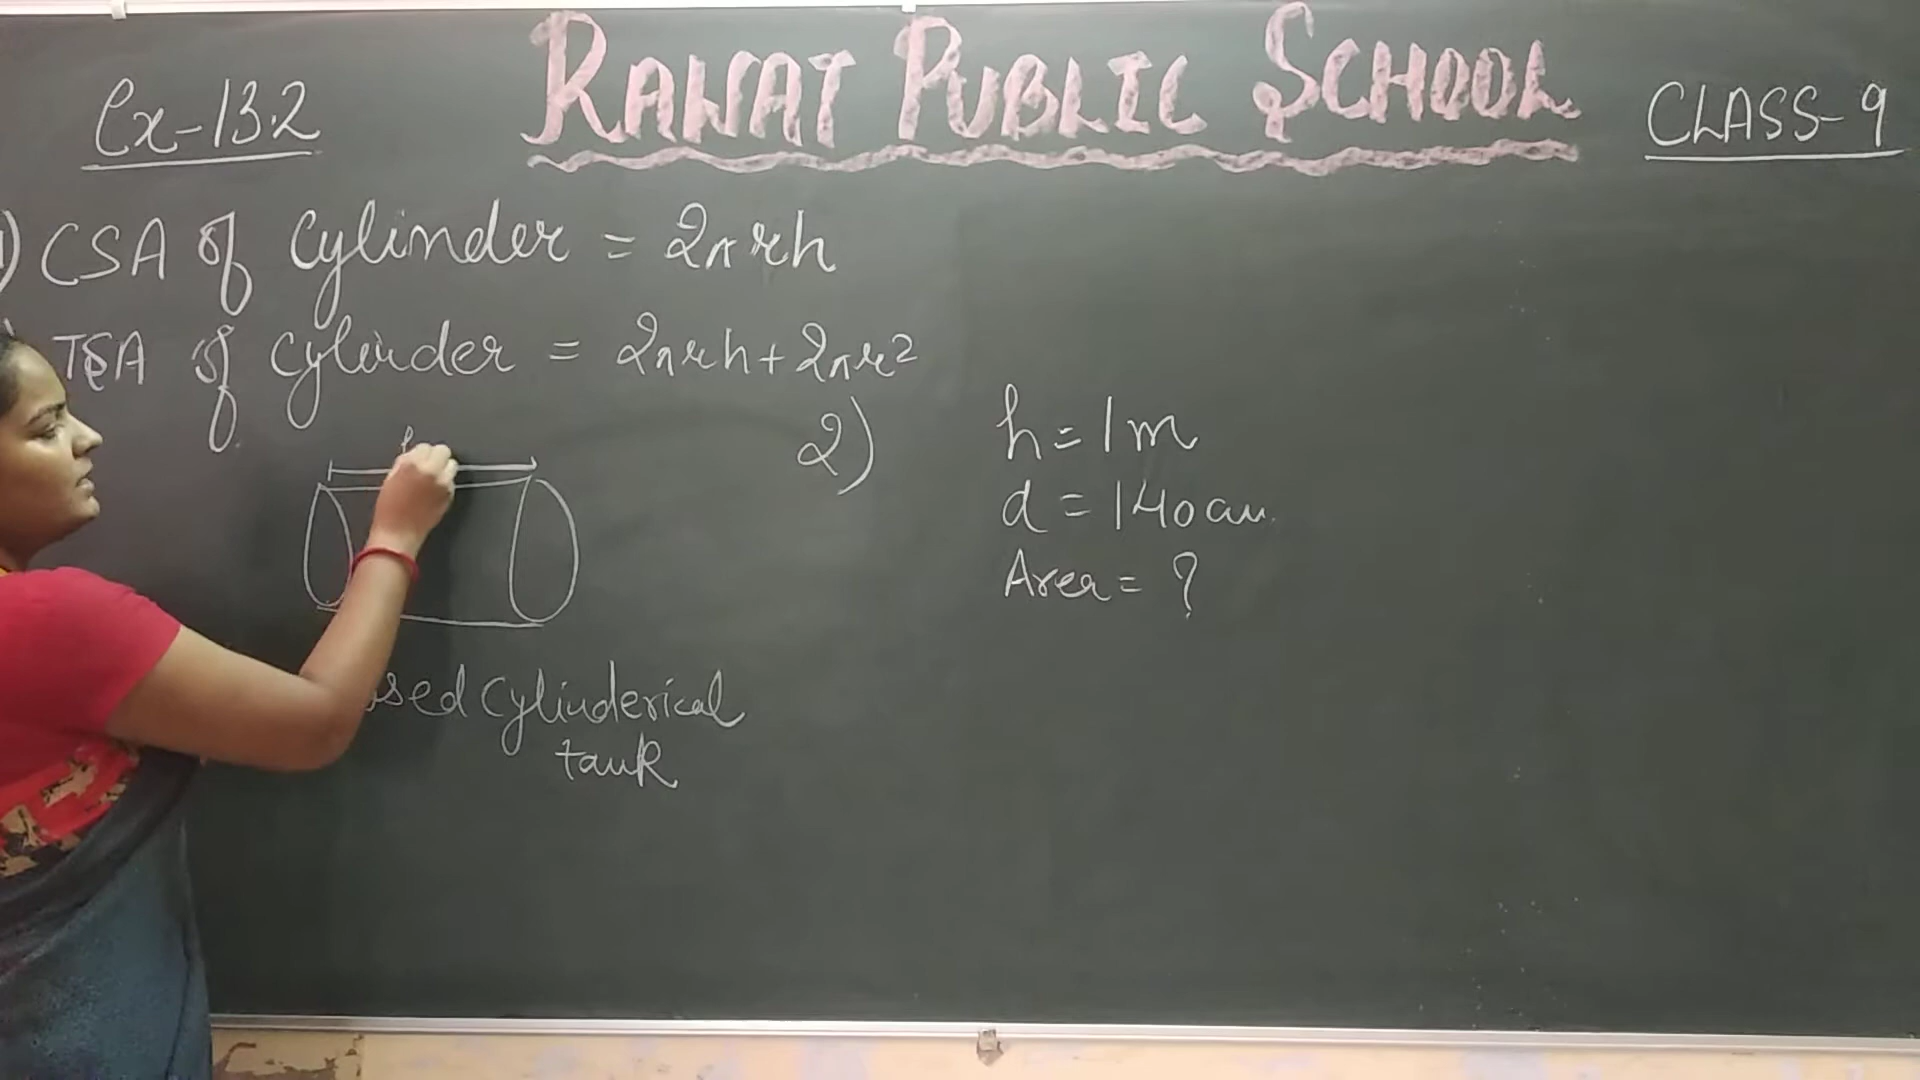 Ex-13.2
RAWAT PUBLIC SCHOOL
CLASS-9
1) CSA of Cylinder = 2πrh
TSA of Cylinder = 2πrh + 2πr²
2)
h = 1m
d = 140cm.
Area = ?
Cylinderical
tank